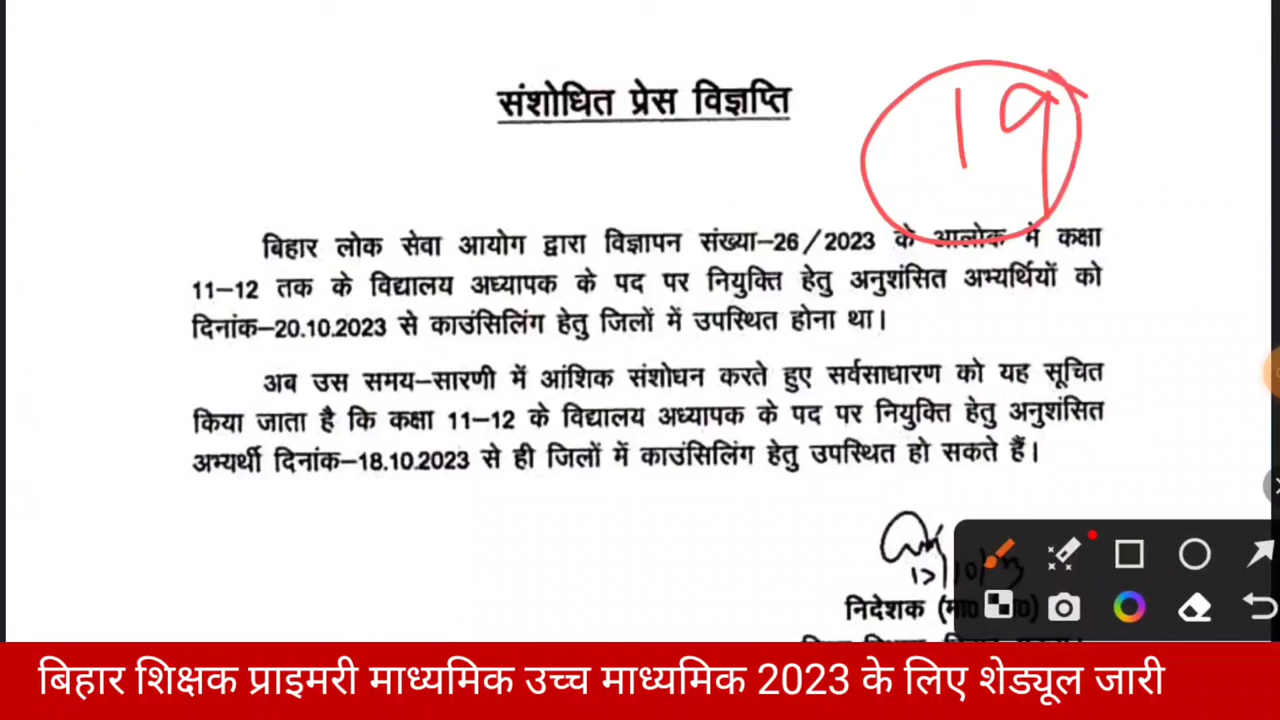 संशोधित प्रेस विज्ञप्ति
19
बिहार लोक सेवा आयोग द्वारा विज्ञापन संख्या–26/2023 के आलोक में कक्षा
11–12 तक के विद्यालय अध्यापक के पद पर नियुक्ति हेतु अनुशंसित अभ्यर्थियों को
दिनांक–20.10.2023 से काउंसिलिंग हेतु जिलों में उपस्थित होना था।
अब उस समय–सारणी में आंशिक संशोधन करते हुए सर्वसाधारण को यह सूचित
किया जाता है कि कक्षा 11–12 के विद्यालय अध्यापक के पद पर नियुक्ति हेतु अनुशंसित
अभ्यर्थी दिनांक–18.10.2023 से ही जिलों में काउंसिलिंग हेतु उपस्थित हो सकते हैं।
निदेशक
बिहार शिक्षक प्राइमरी माध्यमिक उच्च माध्यमिक 2023 के लिए शेड्यूल जारी